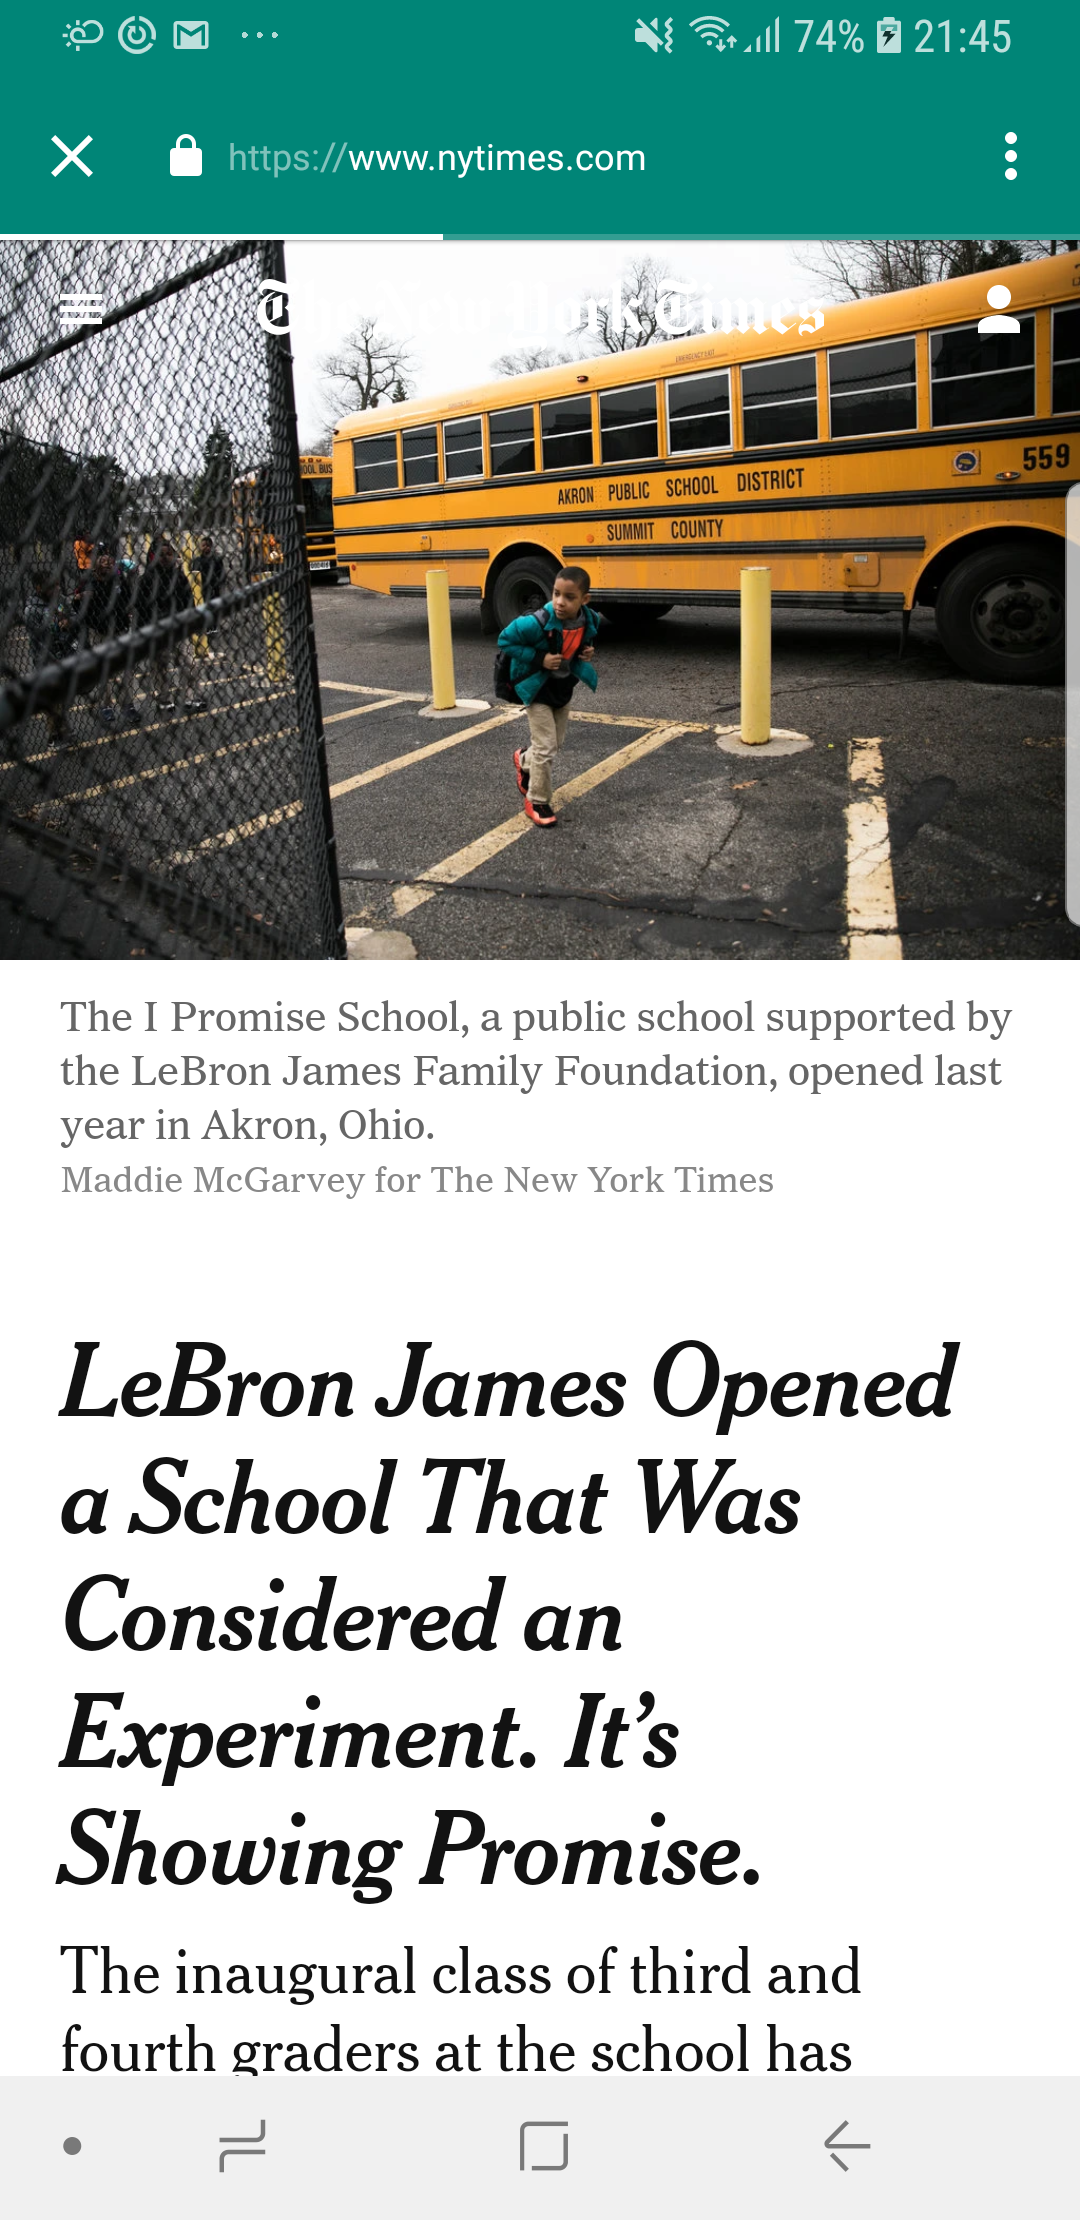 74% 21:45
https://www.nytimes.com
The New York Times
OOL BUS
559
AKRON PUBLIC SCHOOL DISTRICT
SUMMIT COUNTY
The I Promise School, a public school supported by
the LeBron James Family Foundation, opened last
year in Akron, Ohio.
Maddie McGarvey for The New York Times
LeBron James Opened
a School That Was
Considered an
Experiment. It’s
Showing Promise.
The inaugural class of third and
fourth graders at the school has